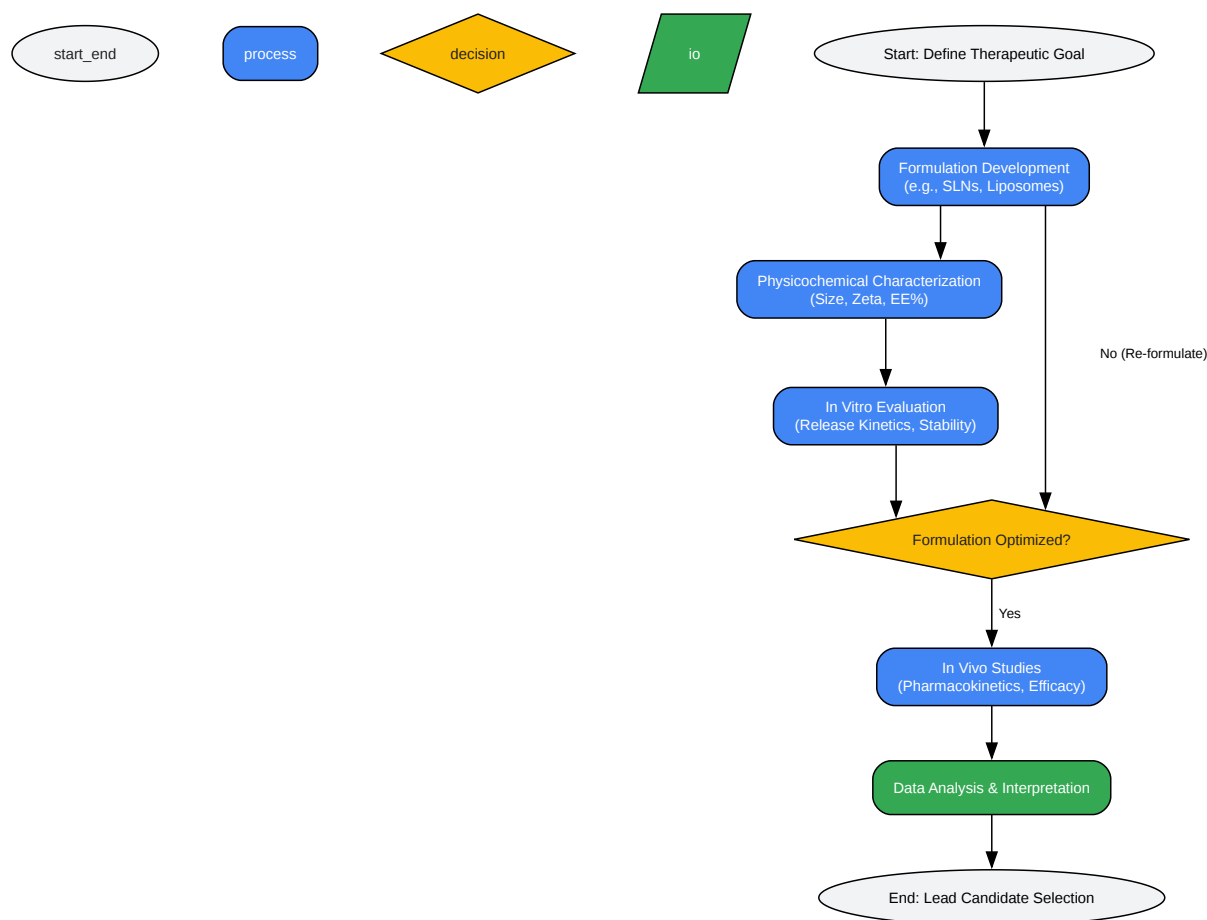 start_end
process
decision
io
Start: Define Therapeutic Goal
Formulation Development
(e.g., SLNs, Liposomes)
Physicochemical Characterization
(Size, Zeta, EE%)
No (Re-formulate)
In Vitro Evaluation
(Release Kinetics, Stability)
Formulation Optimized?
Yes
In Vivo Studies
(Pharmacokinetics, Efficacy)
Data Analysis & Interpretation
End: Lead Candidate Selection